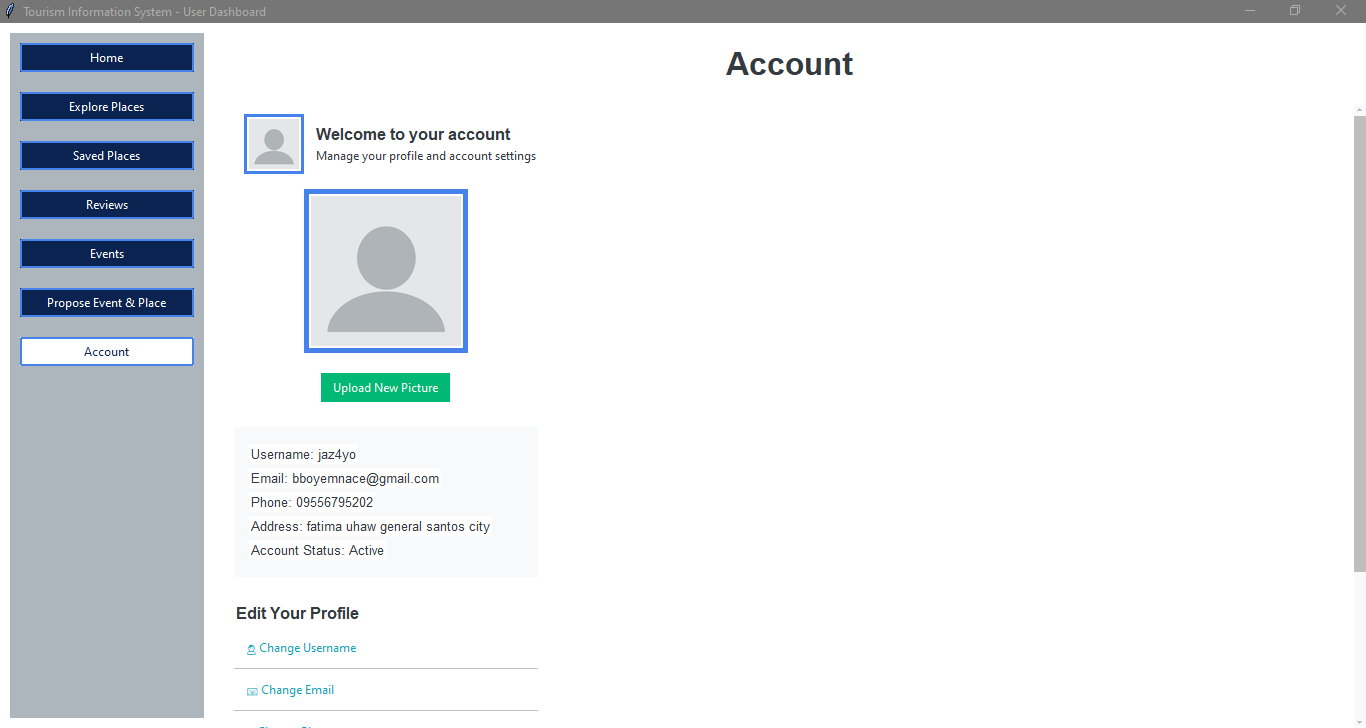 Tourism Information System - User Dashboard
Home
Explore Places
Saved Places
Reviews
Events
Propose Event & Place
Account
Account
Welcome to your account
Manage your profile and account settings
Upload New Picture
Username: jaz4yo
Email: bboyemnace@gmail.com
Phone: 09556795202
Address: fatima uhaw general santos city
Account Status: Active
Edit Your Profile
Change Username
Change Email